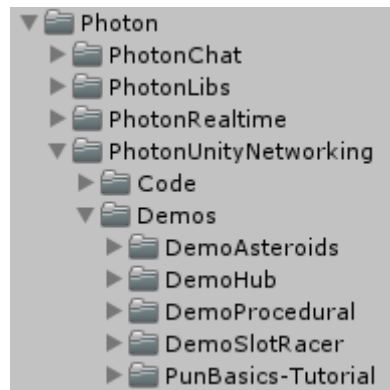 Photon
PhotonChat
PhotonLibs
PhotonRealtime
PhotonUnityNetworking
Code
Demos
DemoAsteroids
DemoHub
DemoProcedural
DemoSlotRacer
PunBasics-Tutorial